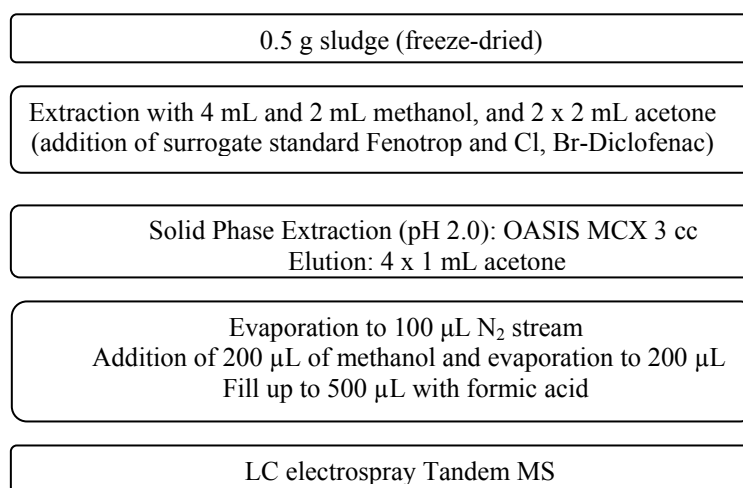 0.5 g sludge (freeze-dried)
Extraction with 4 mL and 2 mL methanol, and 2 x 2 mL acetone
(addition of surrogate standard Fenotrop and Cl, Br-Diclofenac)
Solid Phase Extraction (pH 2.0): OASIS MCX 3 cc
Elution: 4 x 1 mL acetone
Evaporation to 100 µL N₂ stream
Addition of 200 µL of methanol and evaporation to 200 µL
Fill up to 500 µL with formic acid
LC electrospray Tandem MS